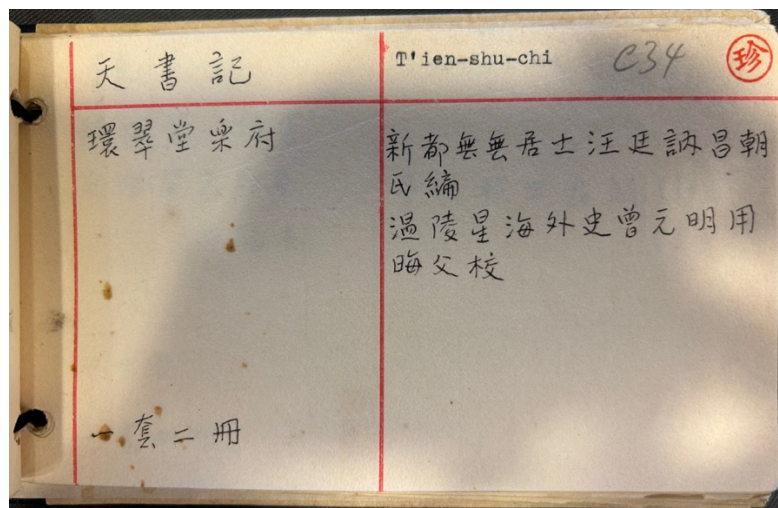 天書記
T'ien-shu-chi
C34
珍
環翠堂楽府
新都無無居士汪廷訥昌朝
氏編
温陵星海外史曾元明用
晦父校
一套二冊